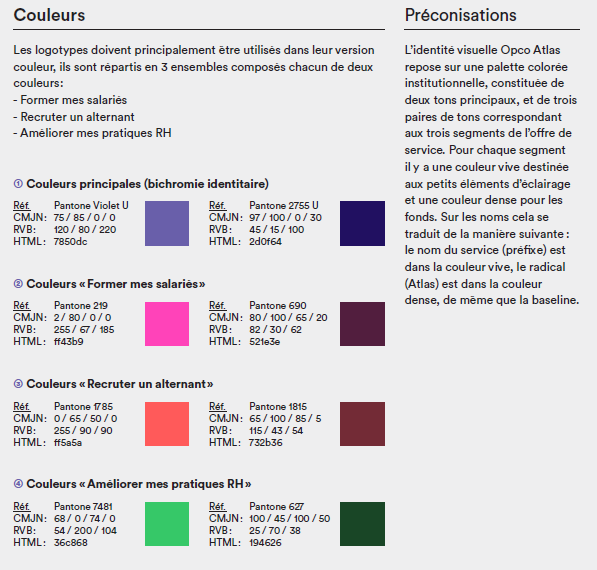 Couleurs
Les logotypes doivent principalement être utilisés dans leur version
couleur, ils sont répartis en 3 ensembles composés chacun de deux
couleurs:
- Former mes salariés
- Recruter un alternant
- Améliorer mes pratiques RH
① Couleurs principales (bichromie identitaire)
Réf. Pantone Violet U
CMJN: 75 / 85 / 0 / 0
RVB: 120 / 80 / 220
HTML: 7850dc
Réf. Pantone 2755 U
CMJN: 97 / 100 / 0 / 30
RVB: 45 / 15 / 100
HTML: 2d0f64
② Couleurs «Former mes salariés»
Réf. Pantone 219
CMJN: 2 / 80 / 0 / 0
RVB: 255 / 67 / 185
HTML: ff43b9
Réf. Pantone 690
CMJN: 80 / 100 / 65 / 20
RVB: 82 / 30 / 62
HTML: 521e3e
③ Couleurs «Recruter un alternant»
Réf. Pantone 1785
CMJN: 0 / 65 / 50 / 0
RVB: 255 / 90 / 90
HTML: ff5a5a
Réf. Pantone 1815
CMJN: 65 / 100 / 85 / 5
RVB: 115 / 43 / 54
HTML: 732b36
④ Couleurs «Améliorer mes pratiques RH»
Réf. Pantone 7481
CMJN: 68 / 0 / 74 / 0
RVB: 54 / 200 / 104
HTML: 36c868
Réf. Pantone 627
CMJN: 100 / 45 / 100 / 50
RVB: 25 / 70 / 38
HTML: 194626
Préconisations
L'identité visuelle Opco Atlas
repose sur une palette colorée
institutionnelle, constituée de
deux tons principaux, et de trois
paires de tons correspondant
aux trois segments de l'offre de
service. Pour chaque segment
il y a une couleur vive destinée
aux petits éléments d'éclairage
et une couleur dense pour les
fonds. Sur les noms cela se
traduit de la manière suivante :
le nom du service (préfixe) est
dans la couleur vive, le radical
(Atlas) est dans la couleur
dense, de même que la baseline.